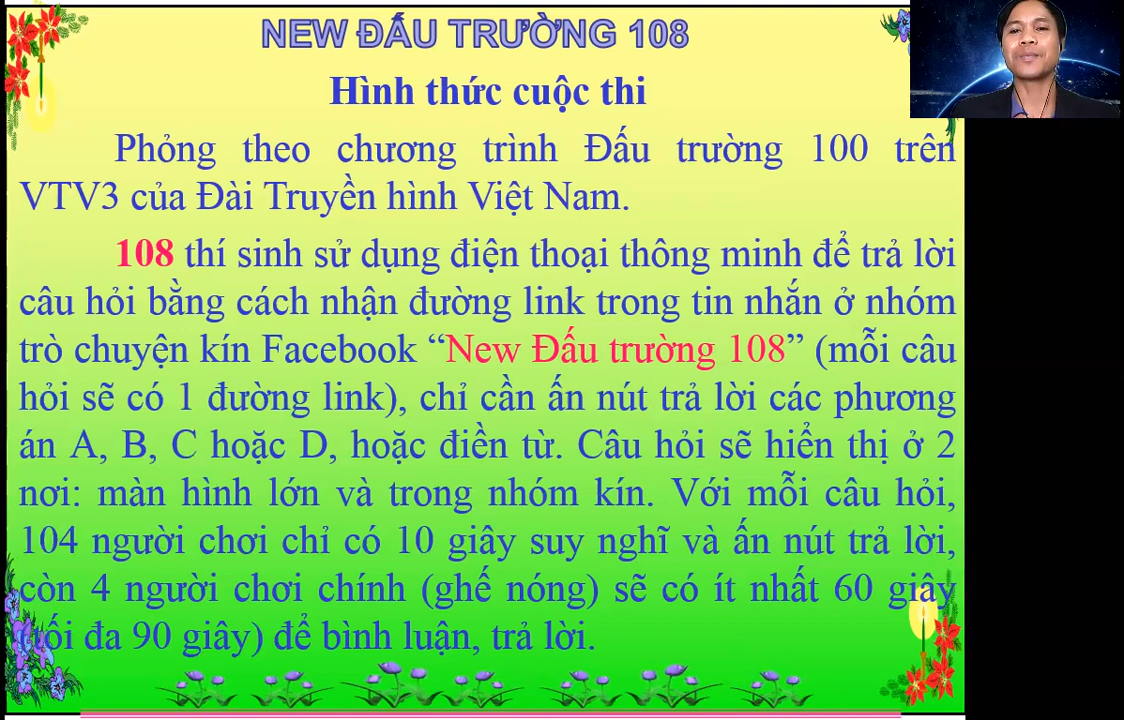 NEW ĐẤU TRƯỜNG 108
Hình thức cuộc thi
Phỏng theo chương trình Đấu trường 100 trên
VTV3 của Đài Truyền hình Việt Nam.
108 thí sinh sử dụng điện thoại thông minh để trả lời
câu hỏi bằng cách nhận đường link trong tin nhắn ở nhóm
trò chuyện kín Facebook “New Đấu trường 108” (mỗi câu
hỏi sẽ có 1 đường link), chỉ cần ấn nút trả lời các phương
án A, B, C hoặc D, hoặc điền từ. Câu hỏi sẽ hiển thị ở 2
nơi: màn hình lớn và trong nhóm kín. Với mỗi câu hỏi,
104 người chơi chỉ có 10 giây suy nghĩ và ấn nút trả lời,
còn 4 người chơi chính (ghế nóng) sẽ có ít nhất 60 giây
(tối đa 90 giây) để bình luận, trả lời.